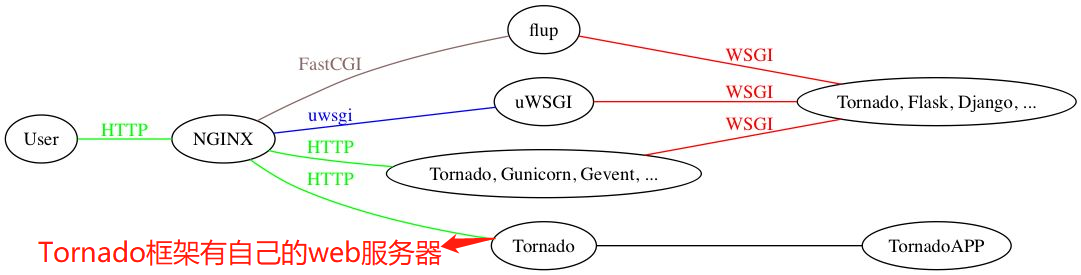 flup
FastCGI
WSGI
uWSGI
uwsgi
WSGI
Tornado, Flask, Django, ...
User
HTTP
NGINX
WSGI
HTTP
Tornado, Gunicorn, Gevent, ...
HTTP
Tornado框架有自己的web服务器
Tornado
TornadoAPP